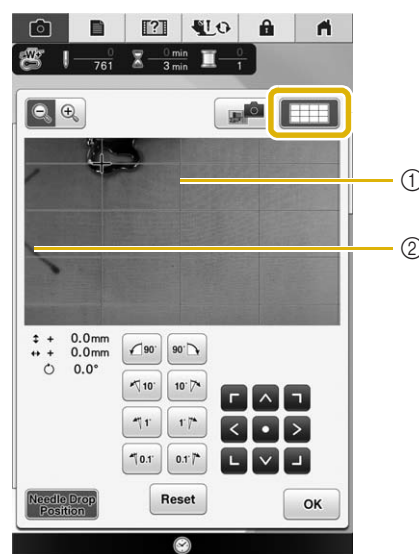 W+
0
761
0 min
3 min
0
1
①
②
↕ + 0.0mm
↔ + 0.0mm
0.0°
90°
90°
10°
10°
1°
1°
0.1°
0.1°
Needle Drop
Position
Reset
OK